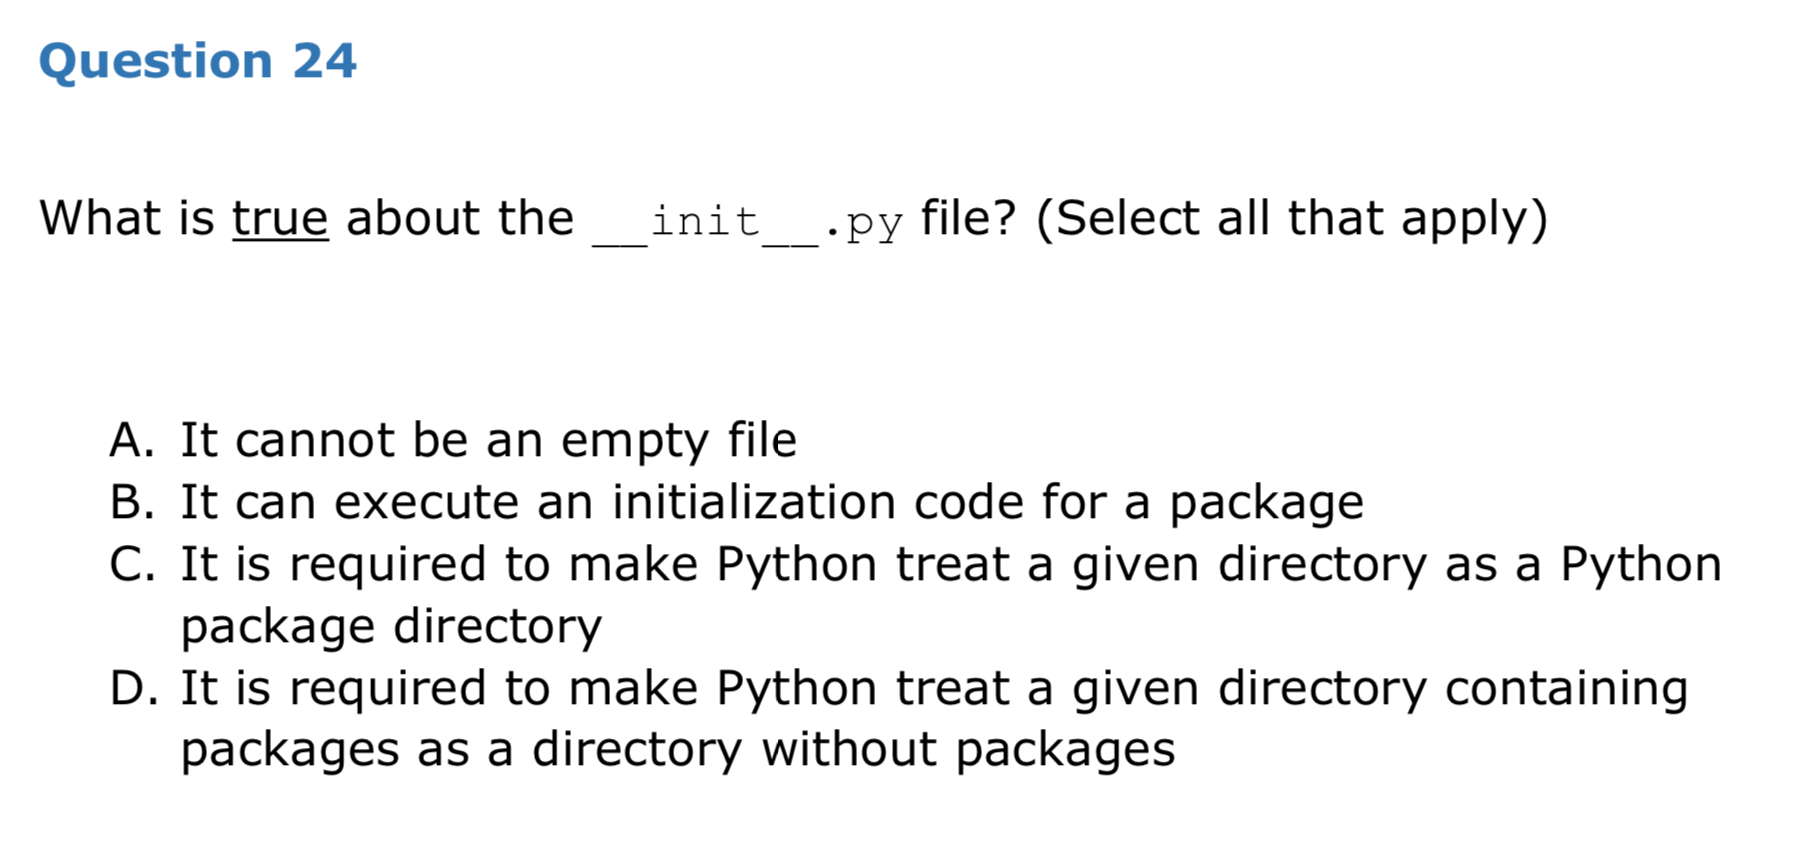 Question 24
What is true about the __init__.py file? (Select all that apply)
A. It cannot be an empty file
B. It can execute an initialization code for a package
C. It is required to make Python treat a given directory as a Python
package directory
D. It is required to make Python treat a given directory containing
packages as a directory without packages